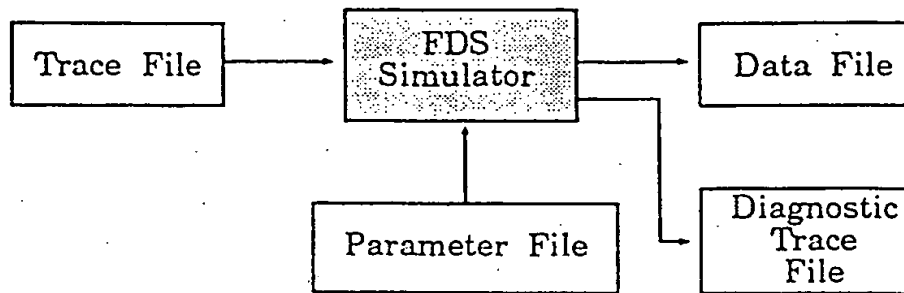 Trace File
FDS
Simulator
Data File
Parameter File
Diagnostic
Trace
File